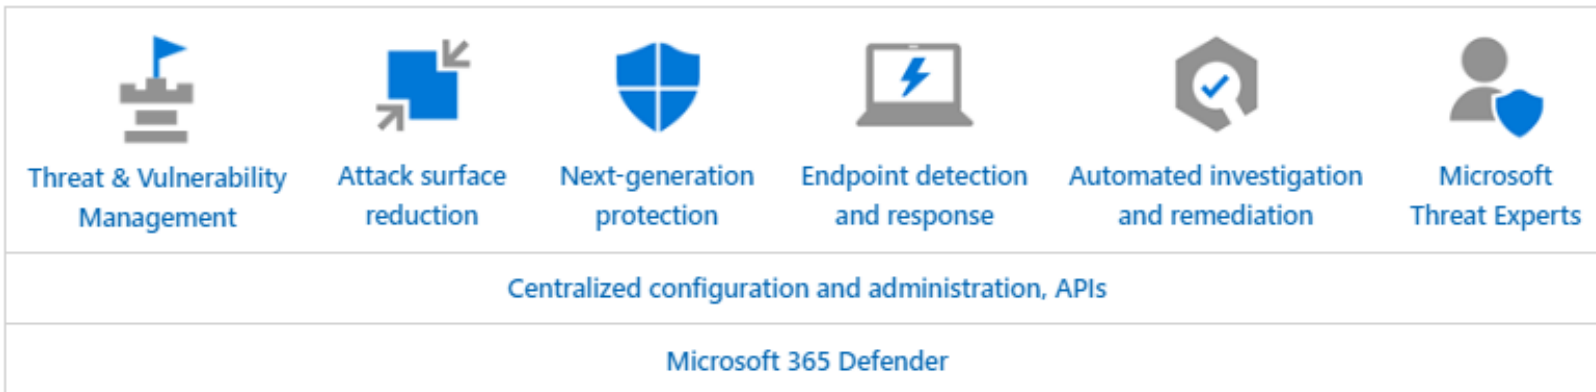 Threat & Vulnerability
Management
Attack surface
reduction
Next-generation
protection
Endpoint detection
and response
Automated investigation
and remediation
Microsoft
Threat Experts
Centralized configuration and administration, APIs
Microsoft 365 Defender